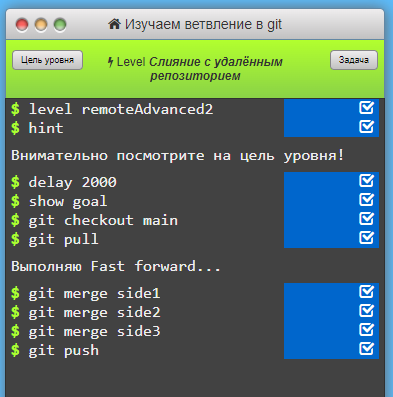 Изучаем ветвление в git
Цель уровня
Level Слияние с удалённым
репозиторием
Задача
$ level remoteAdvanced2
$ hint
Внимательно посмотрите на цель уровня!
$ delay 2000
$ show goal
$ git checkout main
$ git pull
Выполняю Fast forward...
$ git merge side1
$ git merge side2
$ git merge side3
$ git push